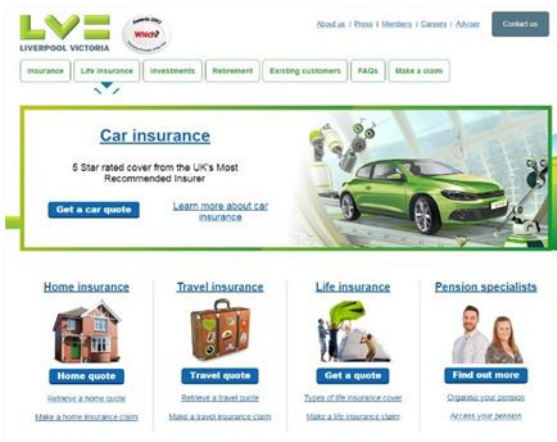 LV=
LIVERPOOL VICTORIA
Awards 2017
Which?
About us | Press | Members | Careers | Adviser
Contact us
Insurance
Life insurance
Investments
Retirement
Existing customers
FAQs
Make a claim
Car insurance
5 Star rated cover from the UK's Most
Recommended Insurer
Get a car quote
Learn more about car
insurance
Home insurance
Travel insurance
Life insurance
Pension specialists
Home quote
Travel quote
Get a quote
Find out more
Retrieve a home quote
Retrieve a travel quote
Types of life insurance cover
Organise your pension
Make a home insurance claim
Make a travel insurance claim
Make a life insurance claim
Access your pension